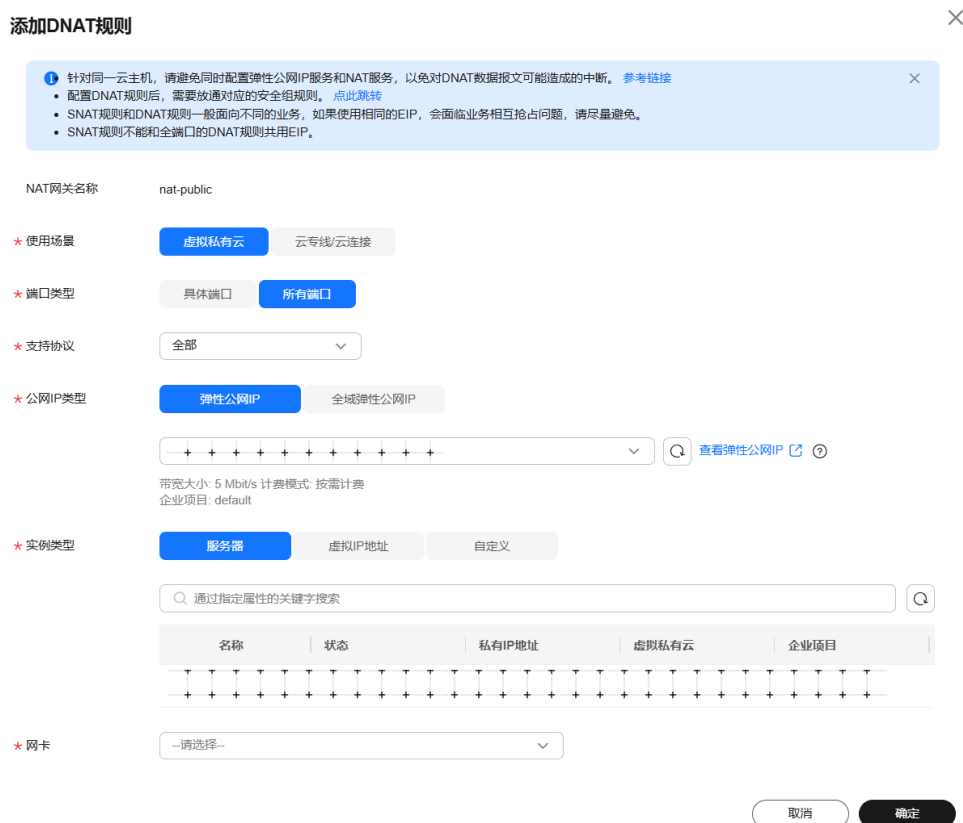 添加DNAT规则
针对同一云主机，请避免同时配置弹性公网IP服务和NAT服务，以免对DNAT数据报文可能造成的中断。 参考链接
配置DNAT规则后，需要放通对应的安全组规则。 点此跳转
SNAT规则和DNAT规则一般面向不同的业务，如果使用相同的EIP，会面临业务相互抢占问题，请尽量避免。
SNAT规则不能和全端口的DNAT规则共用EIP。
NAT网关名称 nat-public
★ 使用场景 虚拟私有云 云专线/云连接
★ 端口类型 具体端口 所有端口
★ 支持协议 全部
★ 公网IP类型 弹性公网IP 全域弹性公网IP
查看弹性公网IP
带宽大小: 5 Mbit/s 计费模式: 按需计费
企业项目: default
★ 实例类型 服务器 虚拟IP地址 自定义
通过指定属性的关键字搜索
名称 状态 私有IP地址 虚拟私有云 企业项目
★ 网卡 --请选择--
取消 确定